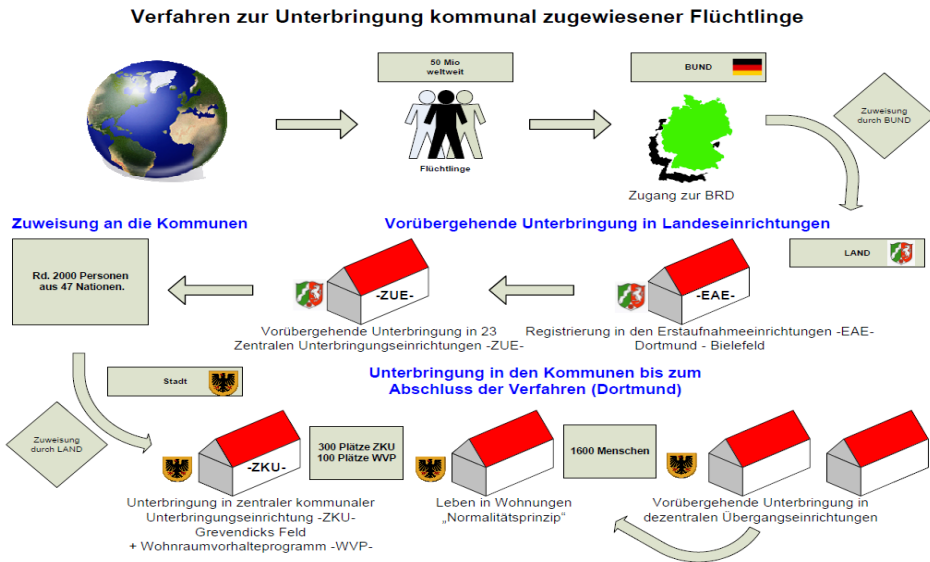 Verfahren zur Unterbringung kommunal zugewiesener Flüchtlinge
50 Mio
weltweit
Flüchtlinge
BUND
Zugang zur BRD
Zuweisung
durch BUND
Zuweisung an die Kommunen
Vorübergehende Unterbringung in Landeseinrichtungen
LAND
Rd. 2000 Personen
aus 47 Nationen.
-ZUE-
Vorübergehende Unterbringung in 23
Zentralen Unterbringungseinrichtungen -ZUE-
-EAE-
Registrierung in den Erstaufnahmeeinrichtungen -EAE-
Dortmund - Bielefeld
Stadt
Unterbringung in den Kommunen bis zum
Abschluss der Verfahren (Dortmund)
Zuweisung
durch LAND
-ZKU-
Unterbringung in zentraler kommunaler
Unterbringungseinrichtung -ZKU-
Grevendicks Feld
+ Wohnraumvorhalteprogramm -WVP-
300 Plätze ZKU
100 Plätze WVP
Leben in Wohnungen
„Normalitätsprinzip“
1600 Menschen
Vorübergehende Unterbringung in
dezentralen Übergangseinrichtungen